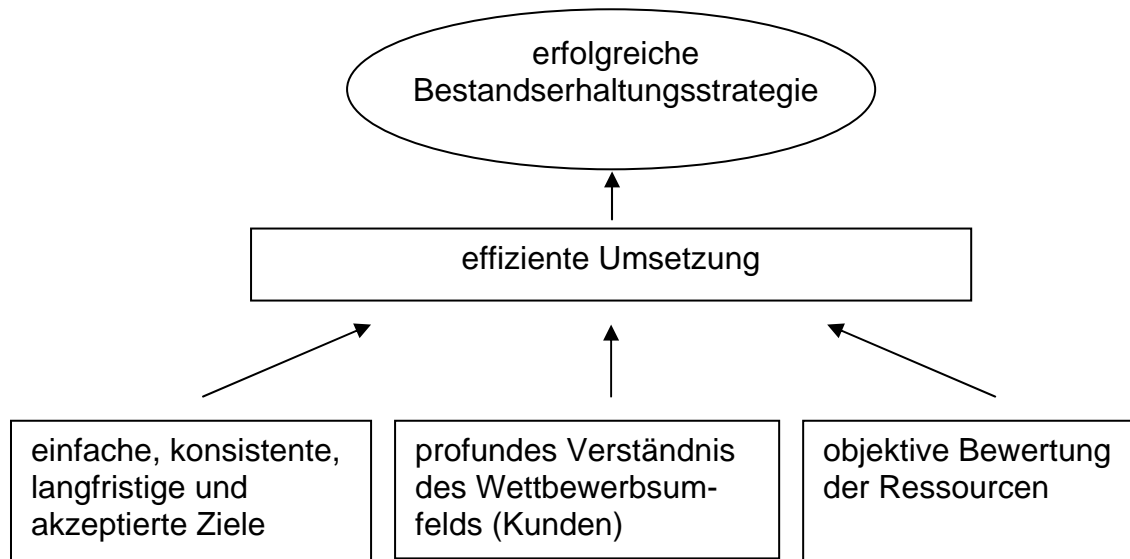 erfolgreiche
Bestandserhaltungsstrategie
effiziente Umsetzung
einfache, konsistente,
langfristige und
akzeptierte Ziele
profundes Verständnis
des Wettbewerbsum-
felds (Kunden)
objektive Bewertung
der Ressourcen